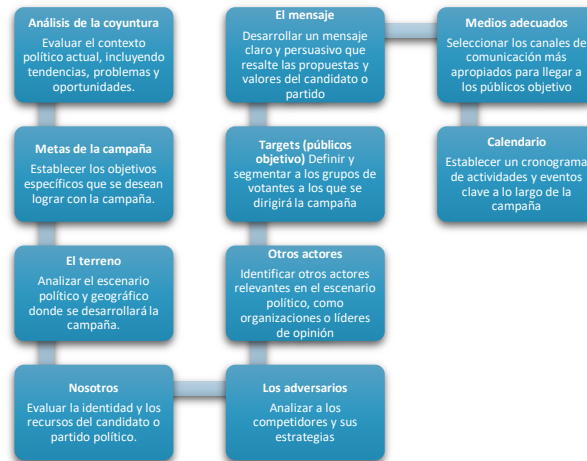 Análisis de la coyuntura
Evaluar el contexto
político actual, incluyendo
tendencias, problemas y
oportunidades.
Metas de la campaña
Establecer los objetivos
específicos que se desean
lograr con la campaña.
El terreno
Analizar el escenario
político y geográfico
donde se desarrollará la
campaña.
Nosotros
Evaluar la identidad y los
recursos del candidato o
partido político.
Los adversarios
Analizar a los
competidores y sus
estrategias
Otros actores
Identificar otros actores
relevantes en el escenario
político, como
organizaciones o líderes
de opinión
Targets (públicos
objetivo) Definir y
segmentar a los grupos de
votantes a los que se
dirigirá la campaña
El mensaje
Desarrollar un mensaje
claro y persuasivo que
resalte las propuestas y
valores del candidato o
partido
Medios adecuados
Seleccionar los canales de
comunicación más
apropiados para llegar a
los públicos objetivo
Calendario
Establecer un cronograma
de actividades y eventos
clave a lo largo de la
campaña